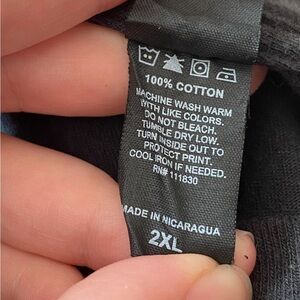 100% COTTON
MACHINE WASH WARM
WITH LIKE COLORS.
DO NOT BLEACH.
TUMBLE DRY LOW.
TURN INSIDE OUT TO
PROTECT PRINT.
COOL IRON IF NEEDED.
RN# 111830
MADE IN NICARAGUA
2XL